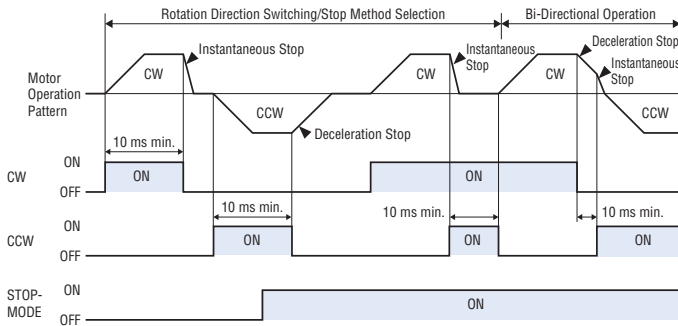 Rotation Direction Switching/Stop Method Selection
Bi-Directional Operation
Instantaneous Stop
Instantaneous
Stop
Deceleration Stop
Instantaneous
Stop
Motor
Operation
Pattern
CW
CW
CW
CCW
CCW
Deceleration Stop
10 ms min.
CW
ON
OFF
ON
ON
10 ms min.
10 ms min.
10 ms min.
CCW
ON
OFF
ON
ON
ON
STOP-
MODE
ON
OFF
ON